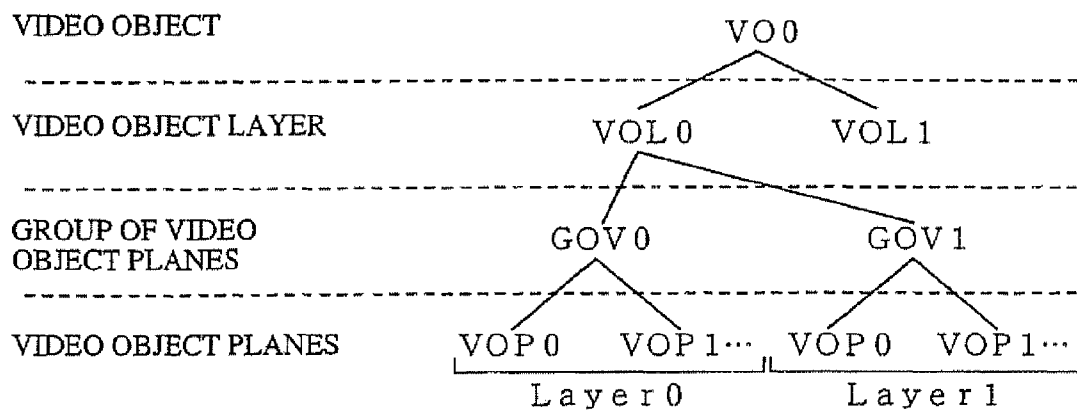 VIDEO OBJECT
VO0
VIDEO OBJECT LAYER
VOL0
VOL1
GROUP OF VIDEO
OBJECT PLANES
GOV0
GOV1
VIDEO OBJECT PLANES
VOP0
VOP1···
VOP0
VOP1···
Layer0
Layer1